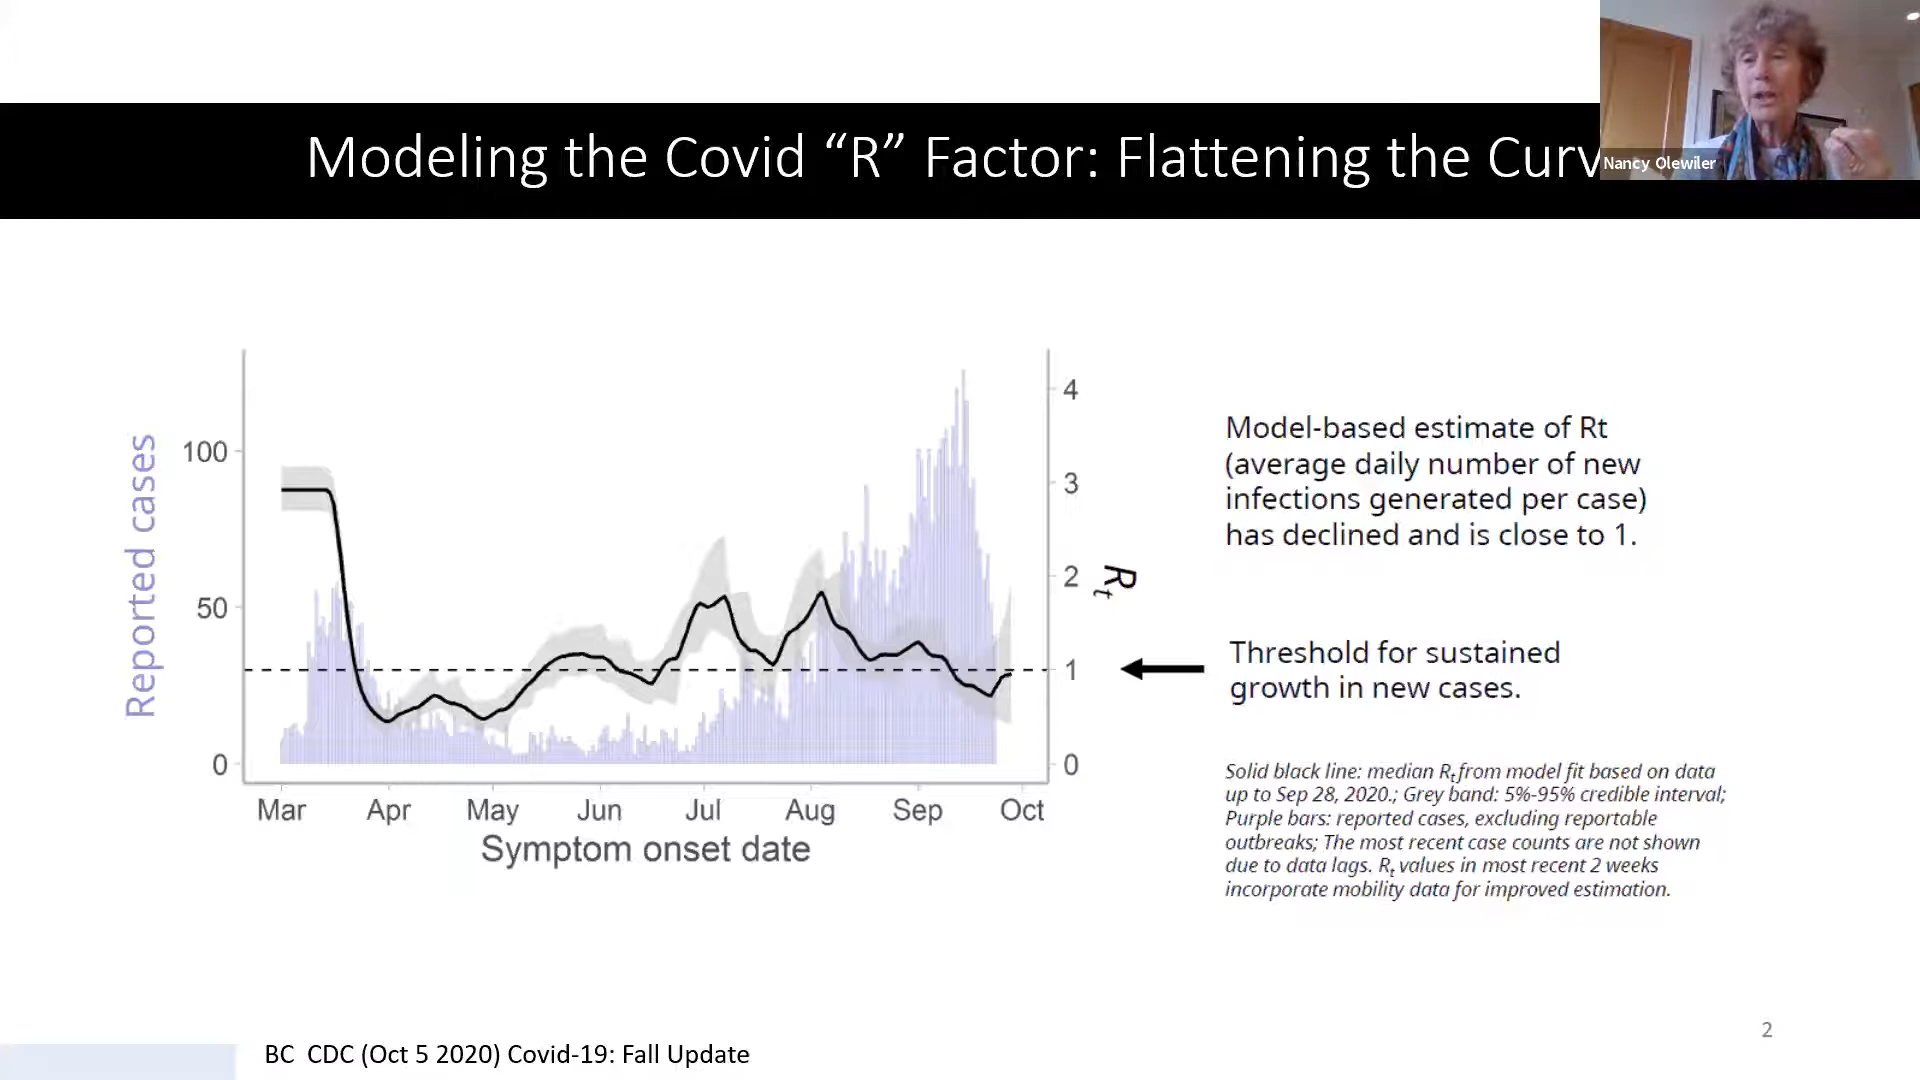 Modeling the Covid “R” Factor: Flattening the Curv
Nancy Olewiler
Reported cases
100
50
0
4
3
2
1
0
Rt
Mar Apr May Jun Jul Aug Sep Oct
Symptom onset date
Model-based estimate of Rt
(average daily number of new
infections generated per case)
has declined and is close to 1.
Threshold for sustained
growth in new cases.
Solid black line: median Rt from model fit based on data
up to Sep 28, 2020.; Grey band: 5%-95% credible interval;
Purple bars: reported cases, excluding reportable
outbreaks; The most recent case counts are not shown
due to data lags. Rt values in most recent 2 weeks
incorporate mobility data for improved estimation.
2
BC CDC (Oct 5 2020) Covid-19: Fall Update